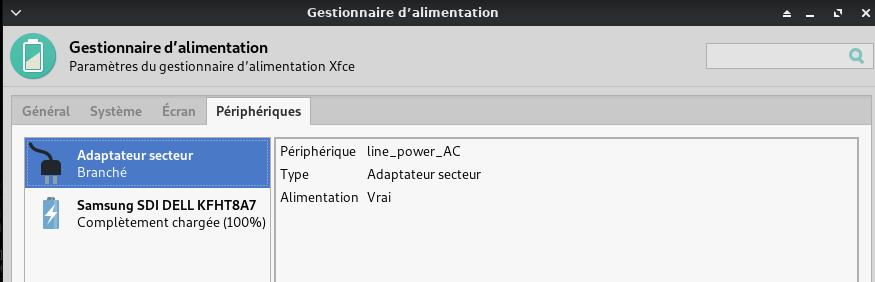 Gestionnaire d’alimentation
Gestionnaire d’alimentation
Paramètres du gestionnaire d’alimentation Xfce
Général Système Écran Périphériques
Adaptateur secteur
Branché
Samsung SDI DELL KFHT8A7
Complètement chargée (100%)
Périphérique line_power_AC
Type Adaptateur secteur
Alimentation Vrai